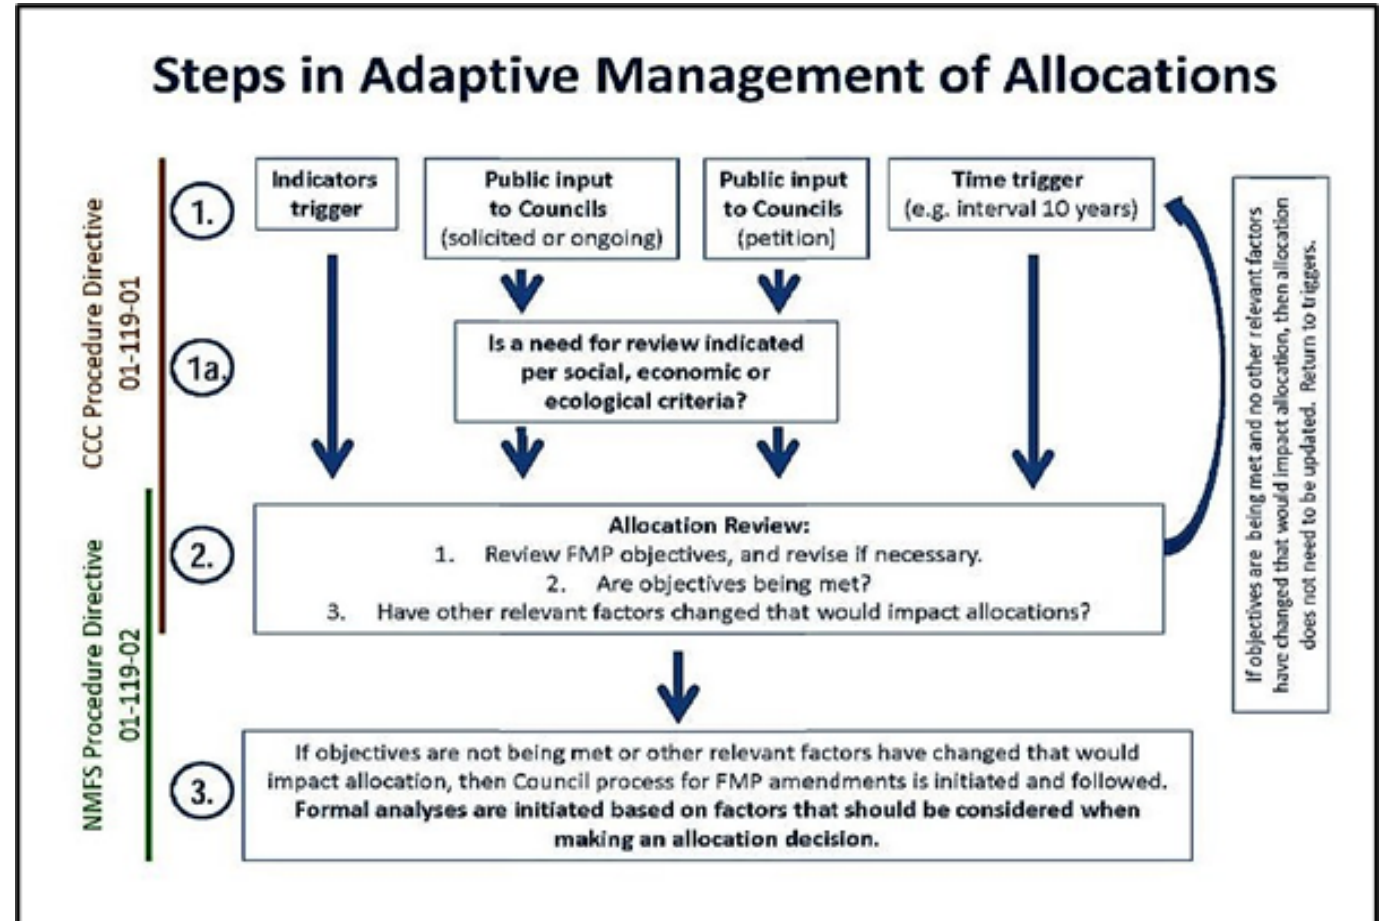 Steps in Adaptive Management of Allocations
CCC Procedure Directive
01-119-01
NMFS Procedure Directive
01-119-02
1.
Indicators
trigger
Public input
to Councils
(solicited or ongoing)
Public input
to Councils
(petition]
Time trigger
(e.g. interval 10 years)
1a.
Is a need for review indicated
per social, economic or
ecological criteria?
2.
Allocation Review:
1. Review FMP objectives, and revise if necessary.
2. Are objectives being met?
3. Have other relevant factors changed that would impact allocations?
If objectives are being met and no other relevant factors
have changed that would impact allocation, then allocation
does not need to be updated. Return to triggers.
3.
If objectives are not being met or other relevant factors have changed that would
impact allocation, then Council process for FMP amendments is initiated and followed.
Formal analyses are initiated based on factors that should be considered when
making an allocation decision.